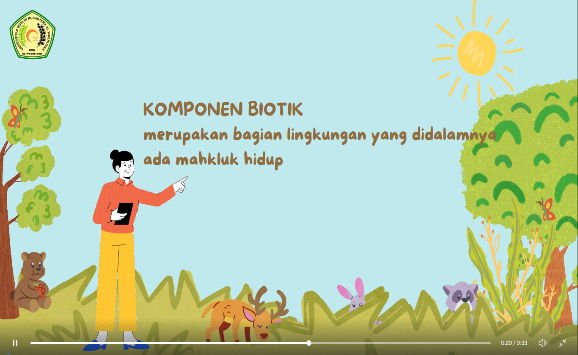 KOMPONEN BIOTIK
merupakan bagian lingkungan yang didalamnya
ada mahkluk hidup
0:20 / 0:33